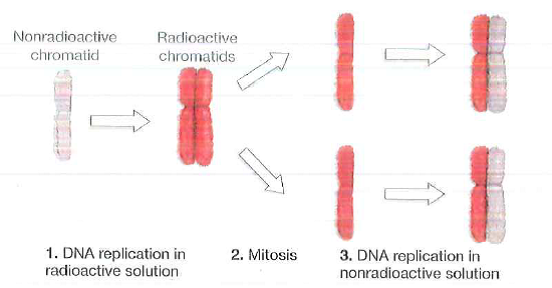 Nonradioactive
chromatid
Radioactive
chromatids
1. DNA replication in
radioactive solution
2. Mitosis
3. DNA replication in
nonradioactive solution